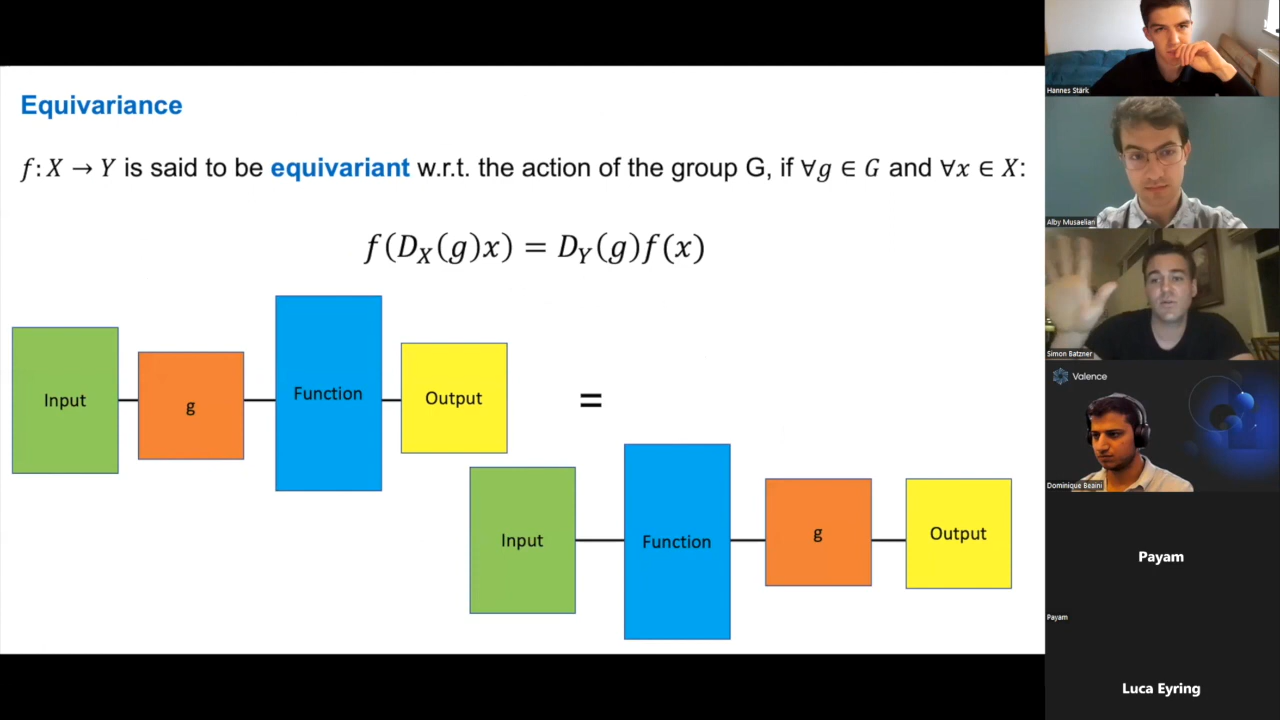 Equivariance
f: X → Y is said to be equivariant w.r.t. the action of the group G, if ∀g ∈ G and ∀x ∈ X:
f(D_X(g)x) = D_Y(g)f(x)
Input
g
Function
Output
=
Input
Function
g
Output
Hannes Stärk
Alby Musaelian
Simon Batzner
Valence
Dominique Beaini
Payam
Payam
Luca Eyring